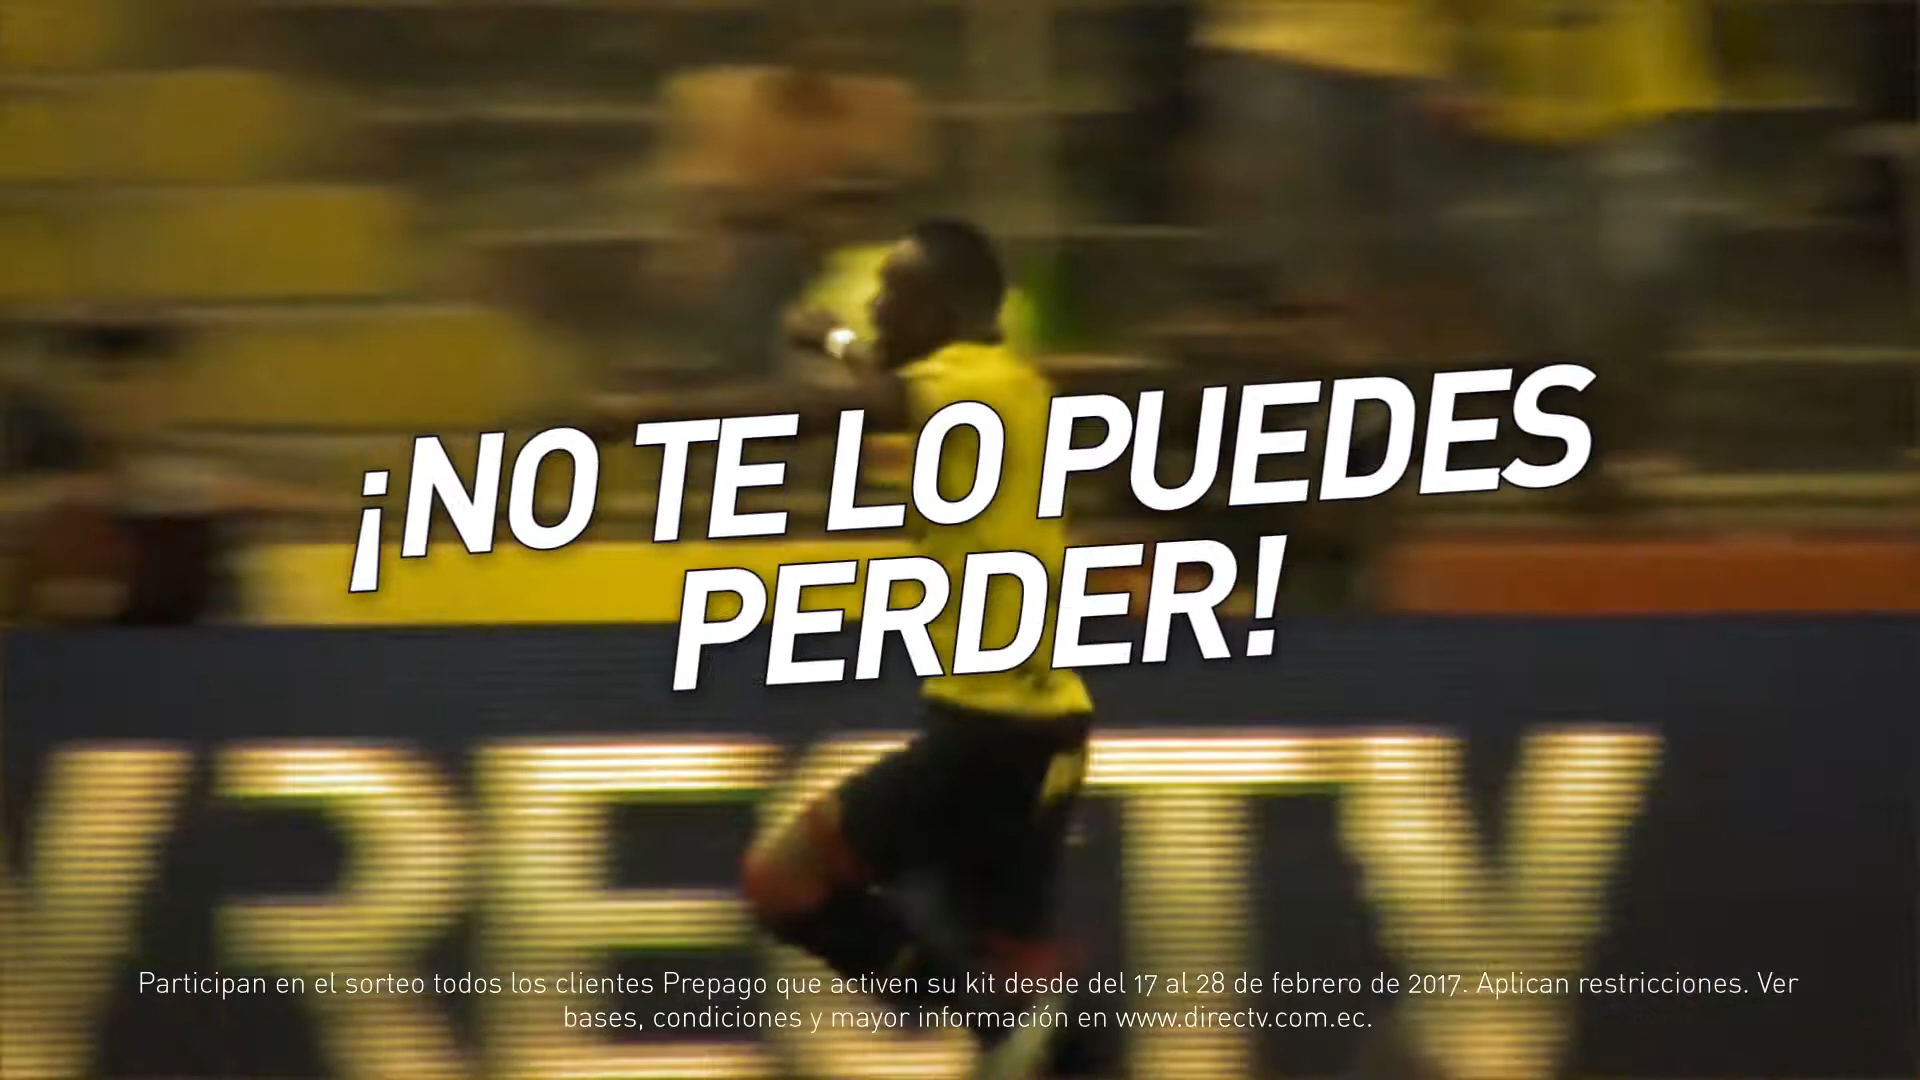 ¡NO TE LO PUEDES
PERDER!
RECTV
Participan en el sorteo todos los clientes Prepago que activen su kit desde del 17 al 28 de febrero de 2017. Aplican restricciones. Ver
bases, condiciones y mayor información en www.directv.com.ec.